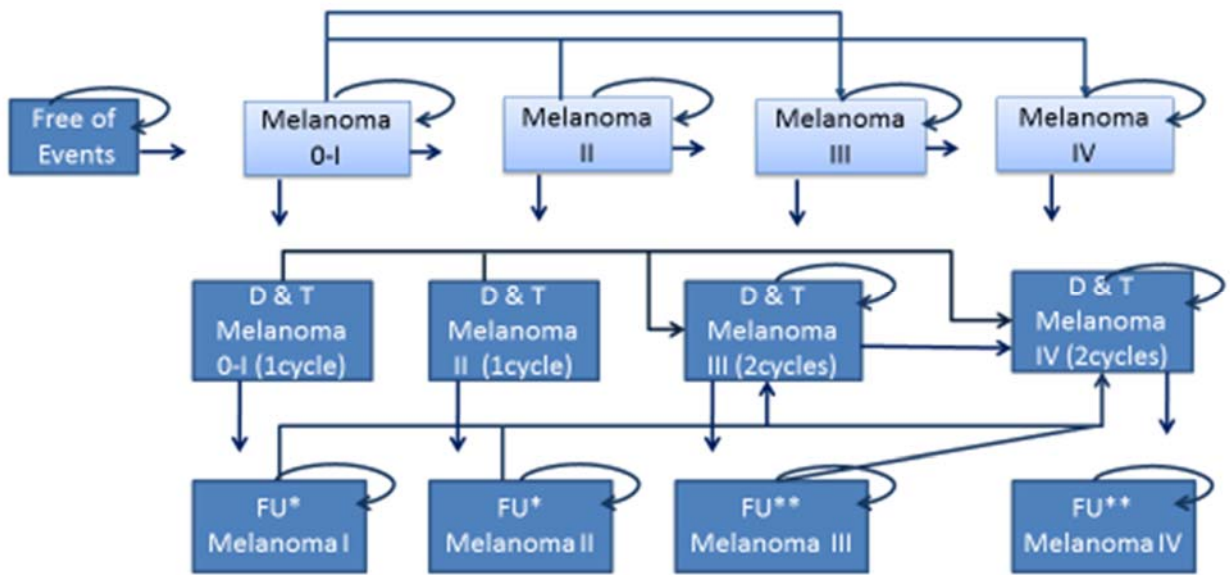 Free of
Events
Melanoma
0-I
Melanoma
II
Melanoma
III
Melanoma
IV
D & T
Melanoma
0-I (1cycle)
D & T
Melanoma
II (1cycle)
D & T
Melanoma
III (2cycles)
D & T
Melanoma
IV (2cycles)
FU*
Melanoma I
FU*
Melanoma II
FU**
Melanoma III
FU**
Melanoma IV